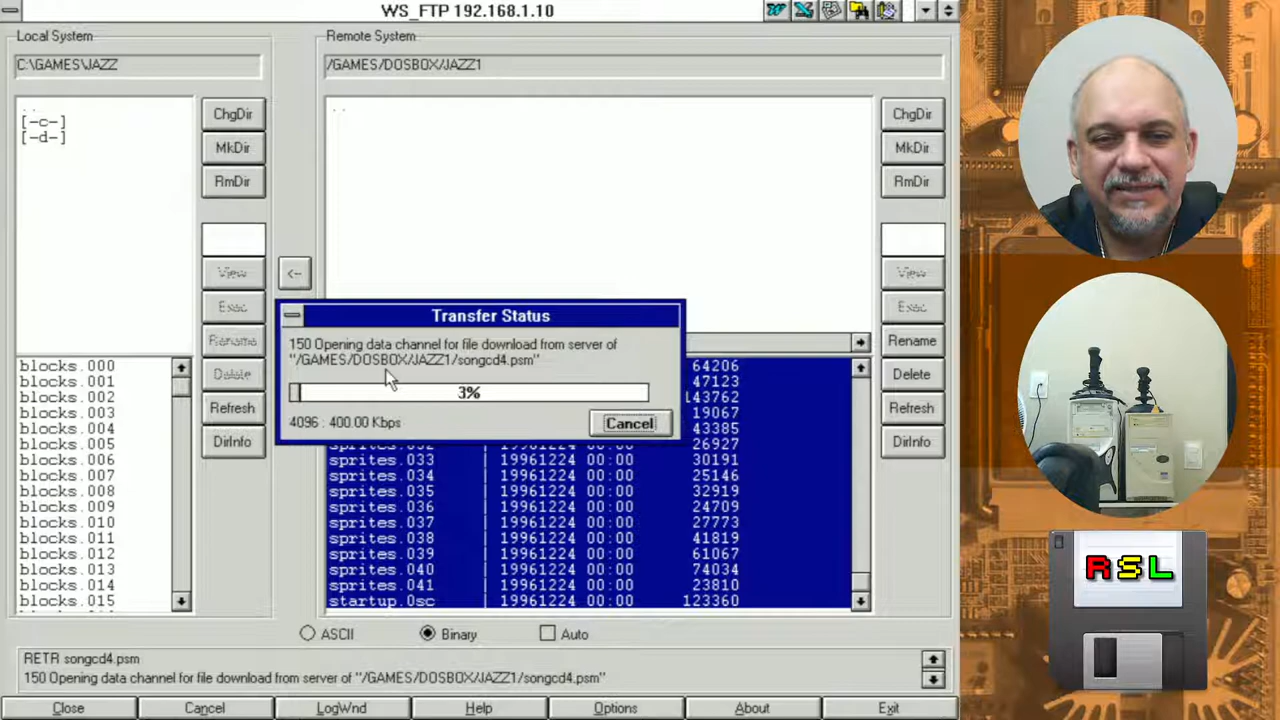 WS_FTP 192.168.1.10
Local System
Remote System
C:\GAMES\JAZZ
/GAMES/DOSBOX/JAZZ1
..
[-c-]
[-d-]
ChgDir
MkDir
RmDir
View
Exec
Rename
Delete
Refresh
DirInfo
<-
..
ChgDir
MkDir
RmDir
View
Exec
Rename
Delete
Refresh
DirInfo
Transfer Status
150 Opening data channel for file download from server of
"/GAMES/DOSBOX/JAZZ1/songcd4.psm"
3%
4096 : 400.00 Kbps
Cancel
blocks.000
blocks.001
blocks.002
blocks.003
blocks.004
blocks.005
blocks.006
blocks.007
blocks.008
blocks.009
blocks.010
blocks.011
blocks.012
blocks.013
blocks.014
blocks.015
64206
47123
143762
19067
43385
26927
sprites.033 | 19961224 00:00 30191
sprites.034 | 19961224 00:00 25146
sprites.035 | 19961224 00:00 32919
sprites.036 | 19961224 00:00 24709
sprites.037 | 19961224 00:00 27773
sprites.038 | 19961224 00:00 41819
sprites.039 | 19961224 00:00 61067
sprites.040 | 19961224 00:00 74034
sprites.041 | 19961224 00:00 23810
startup.0sc | 19961224 00:00 123360
ASCII
Binary
Auto
RETR songcd4.psm
150 Opening data channel for file download from server of "/GAMES/DOSBOX/JAZZ1/songcd4.psm"
Close
Cancel
LogWnd
Help
Options
About
Exit
RSL